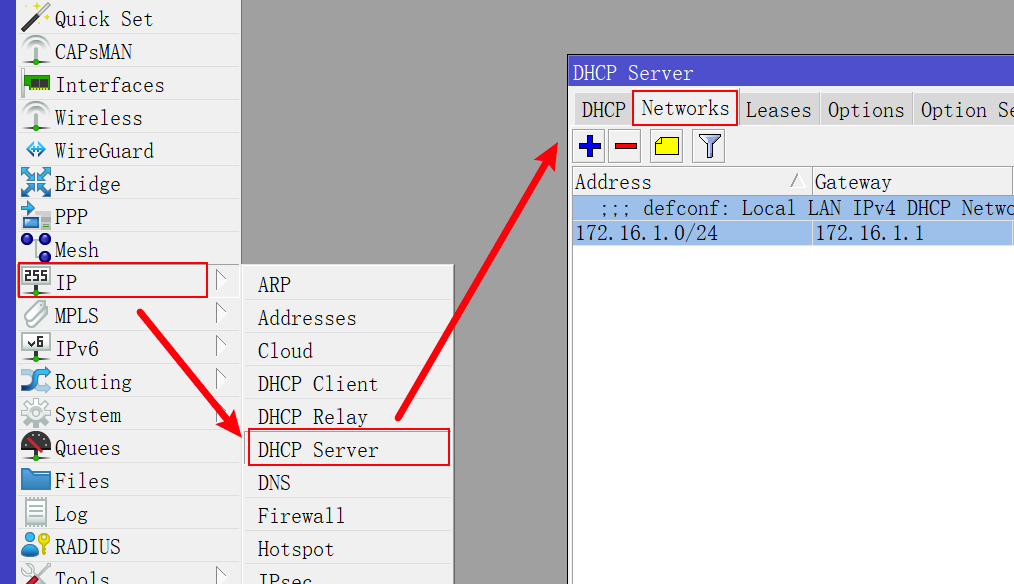 Quick Set
CAPsMAN
Interfaces
Wireless
WireGuard
Bridge
PPP
Mesh
255 IP
MPLS
v6 IPv6
Routing
System
Queues
Files
Log
RADIUS
Tools
ARP
Addresses
Cloud
DHCP Client
DHCP Relay
DHCP Server
DNS
Firewall
Hotspot
IPsec
DHCP Server
DHCP Networks Leases Options Option Se
Address Gateway
;;; defconf: Local LAN IPv4 DHCP Netwo
172.16.1.0/24 172.16.1.1